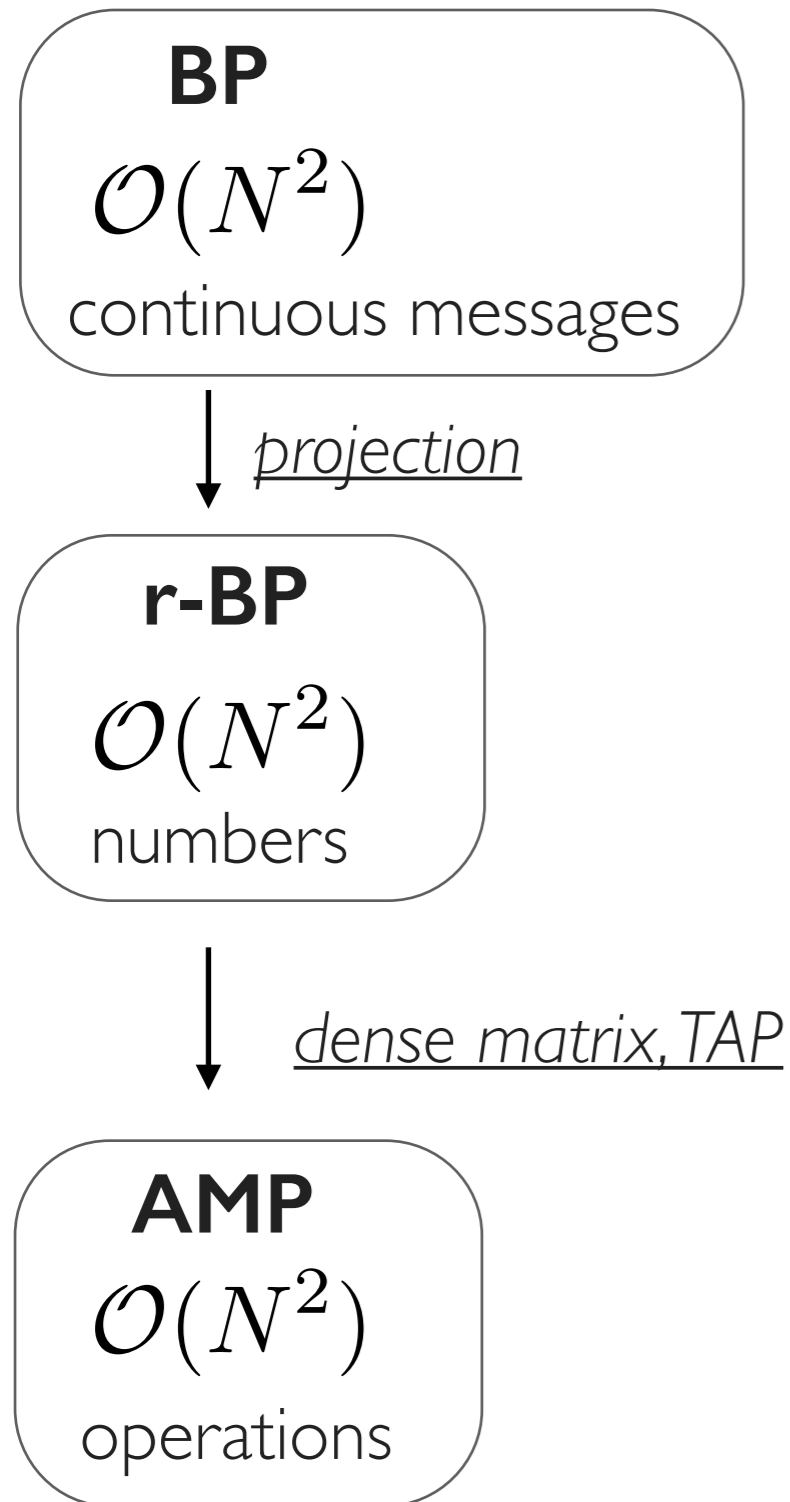 BP
𝒪(N²)
continuous messages
projection
r-BP
𝒪(N²)
numbers
dense matrix, TAP
AMP
𝒪(N²)
operations